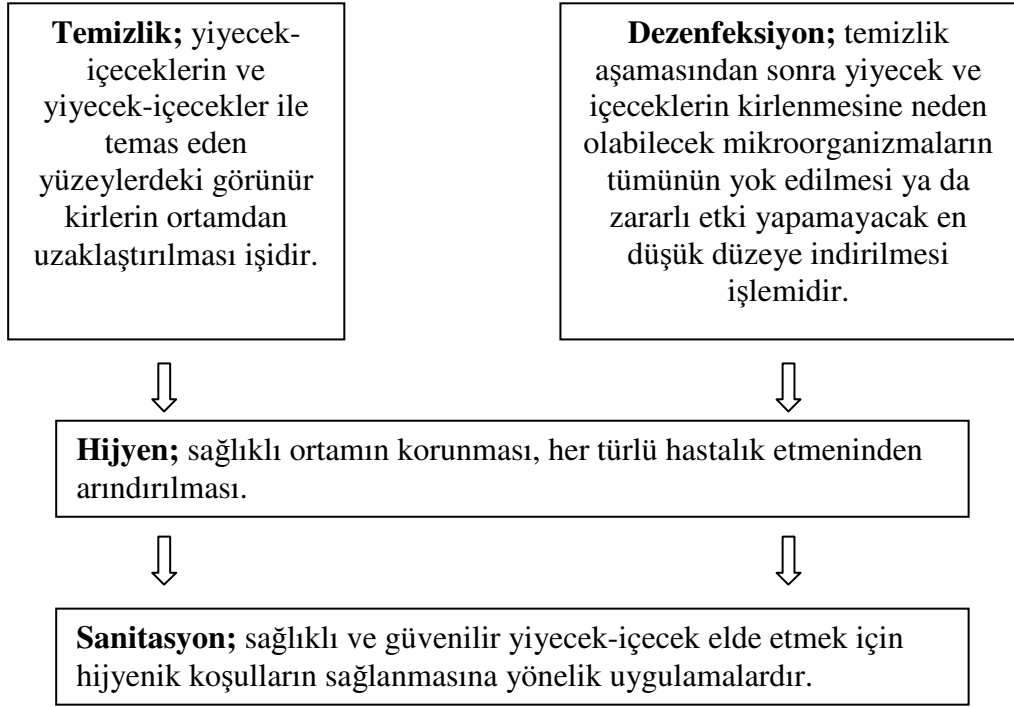 Temizlik; yiyecek-
içeceklerin ve
yiyecek-içecekler ile
temas eden
yüzeylerdeki görünür
kirlerin ortamdan
uzaklaştırılması işidir.
Dezenfeksiyon; temizlik
aşamasından sonra yiyecek ve
içeceklerin kirlenmesine neden
olabilecek mikroorganizmaların
tümünün yok edilmesi ya da
zararlı etki yapamayacak en
düşük düzeye indirilmesi
işlemidir.
Hijyen; sağlıklı ortamın korunması, her türlü hastalık etmeninden
arındırılması.
Sanitasyon; sağlıklı ve güvenilir yiyecek-içecek elde etmek için
hijyenik koşulların sağlanmasına yönelik uygulamalardır.